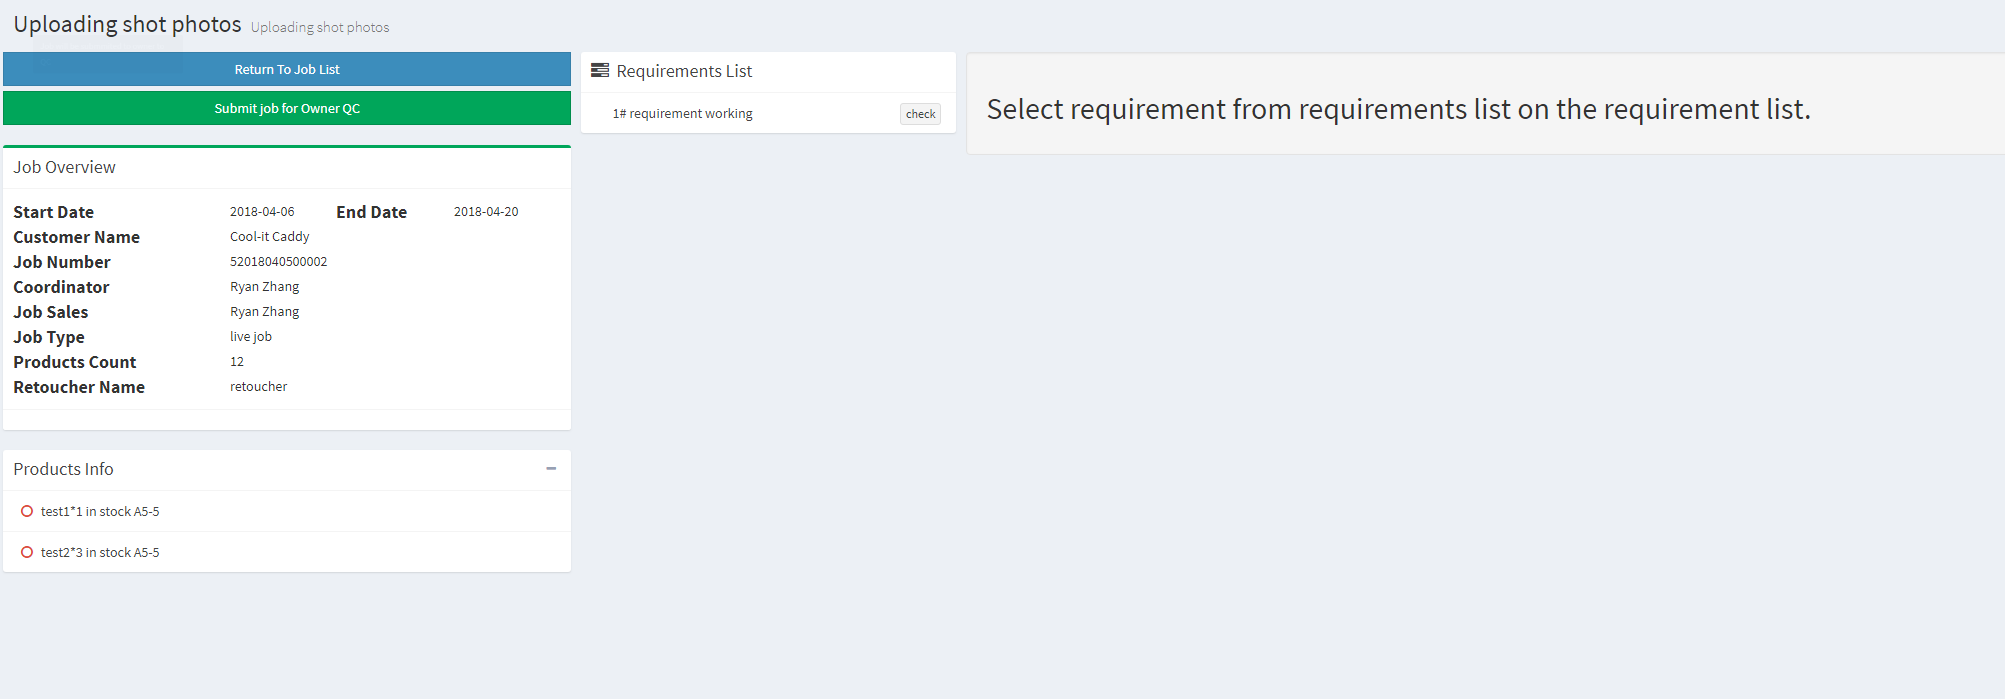 Uploading shot photos Uploading shot photos
Return To Job List
Submit job for Owner QC
Job Overview
Start Date 2018-04-06 End Date 2018-04-20
Customer Name Cool-it Caddy
Job Number 52018040500002
Coordinator Ryan Zhang
Job Sales Ryan Zhang
Job Type live job
Products Count 12
Retoucher Name retoucher
Products Info
test1*1 in stock A5-5
test2*3 in stock A5-5
Requirements List
1# requirement working check
Select requirement from requirements list on the requirement list.